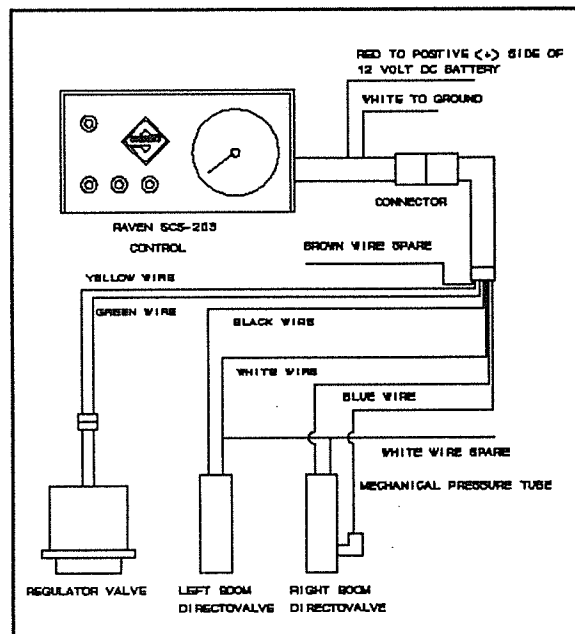 RED TO POSTIVE (+) SIDE OF
12 VOLT DC BATTERY
WHITE TO GROUND
CONNECTOR
RAVEN SCS-203
CONTROL
BROWN WIRE SPARE
YELLOW WIRE
GREEN WIRE
BLACK WIRE
WHITE WIRE
BLUE WIRE
WHITE WIRE SPARE
MECHANICAL PRESSURE TUBE
REGULATOR VALVE
LEFT BOOM
DIRECTOVALVE
RIGHT BOOM
DIRECTOVALVE